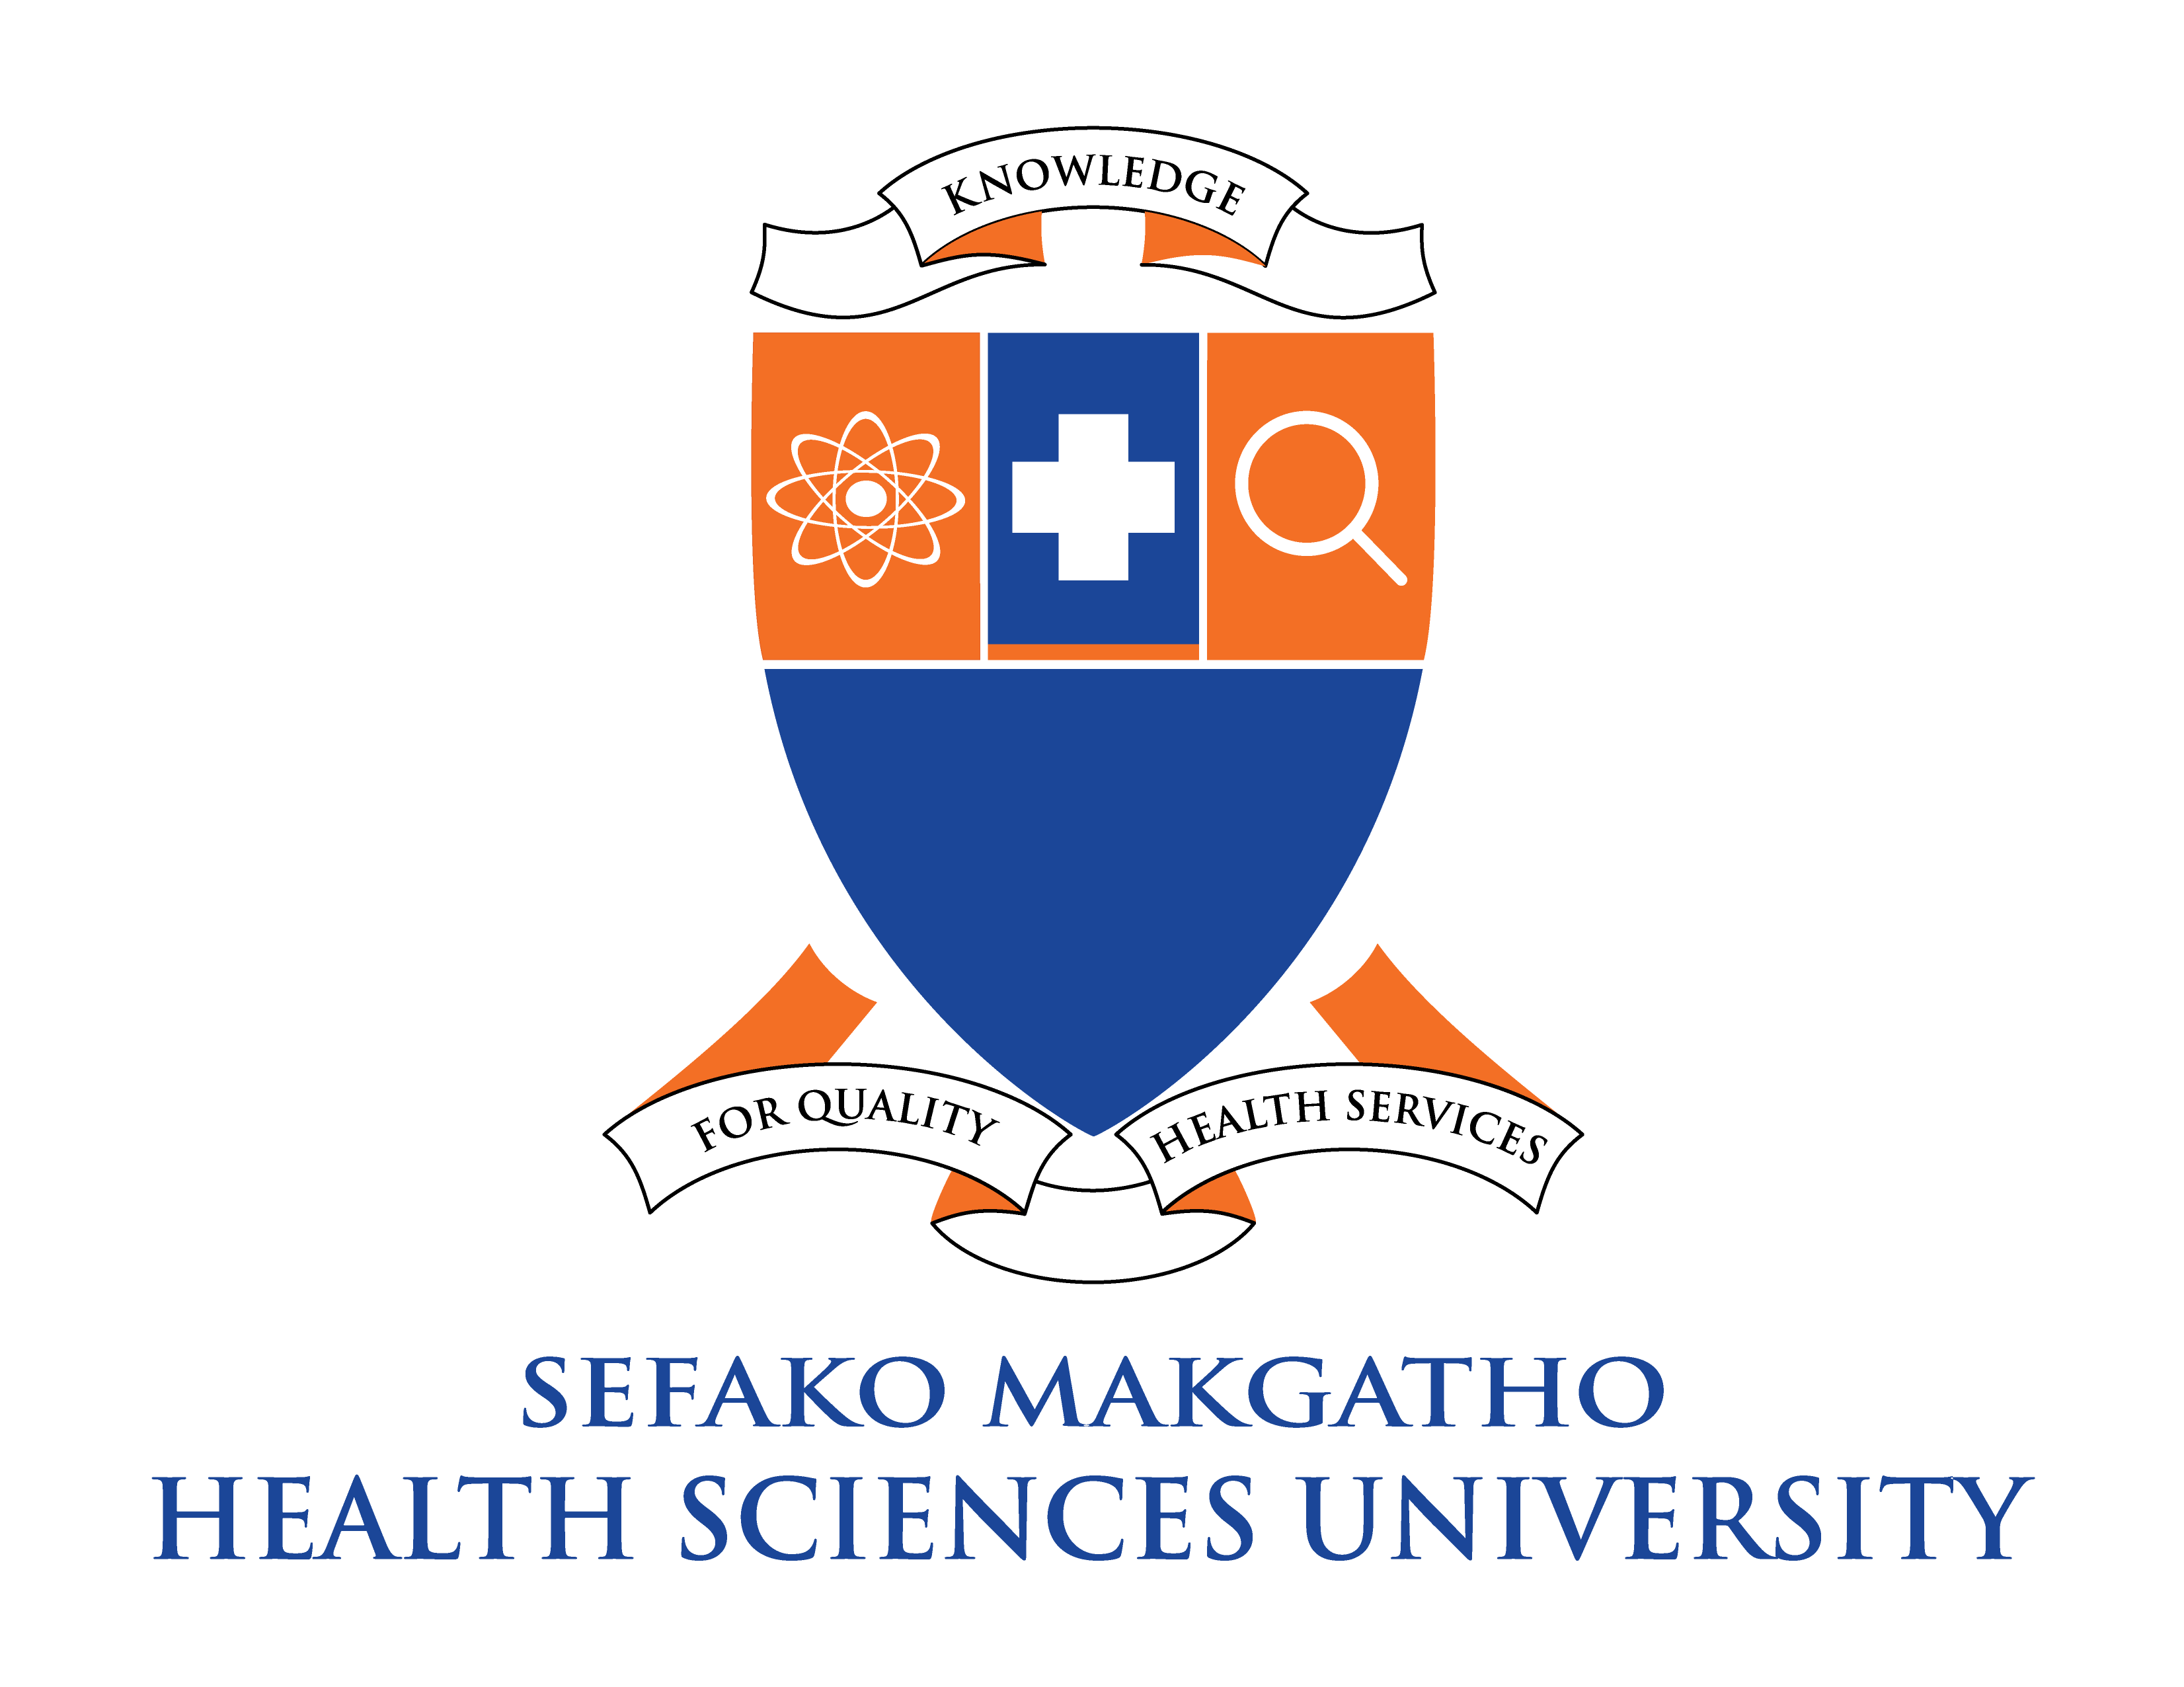 KNOWLEDGE
FOR QUALITY
HEALTH SERVICES
SEFAKO MAKGATHO
HEALTH SCIENCES UNIVERSITY